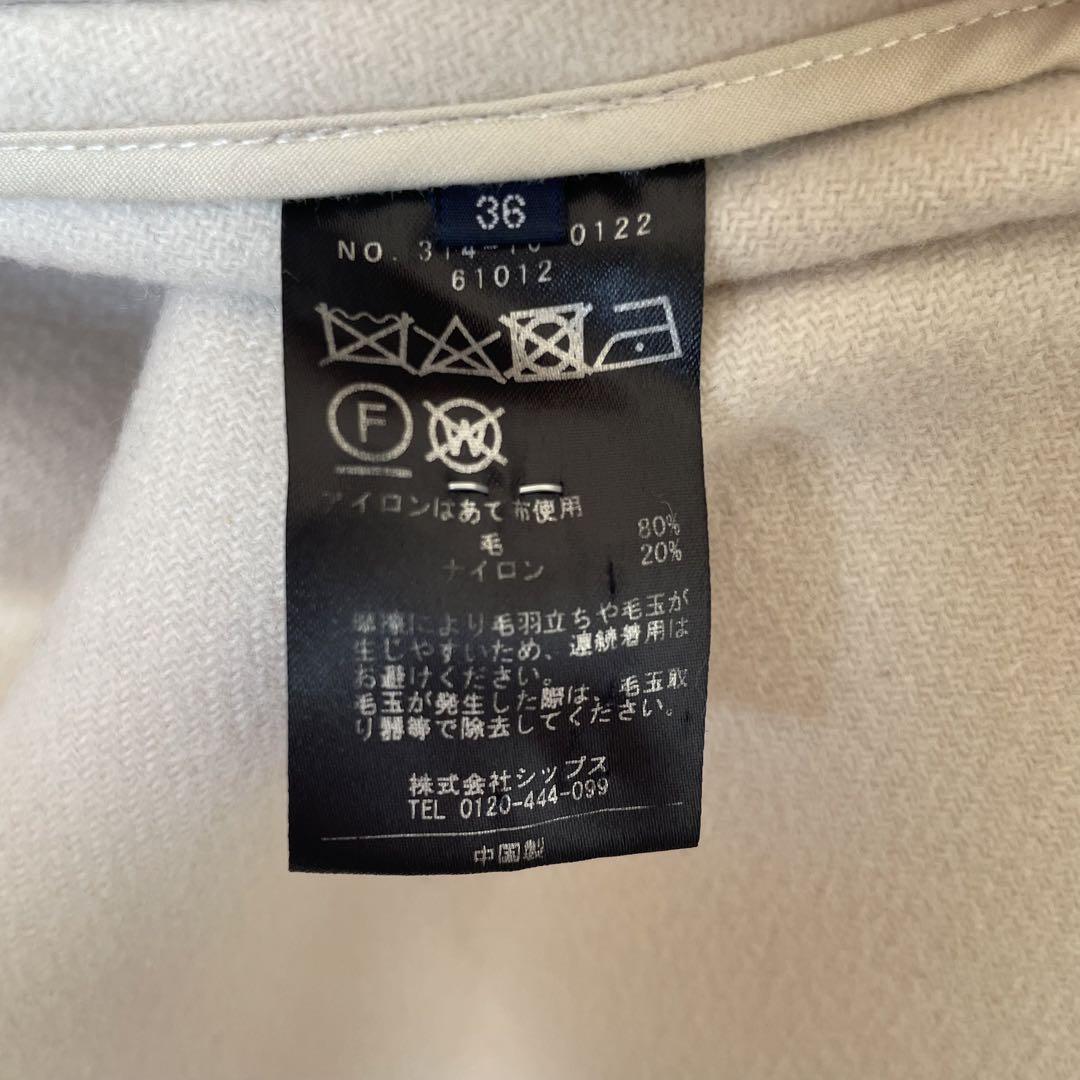 36
NO. 314-10-0122
61012
F
W
アイロンはあて布使用
毛 80%
ナイロン 20%
摩擦により毛羽立ちや毛玉が
生じやすいため、連続着用は
お避けください。
毛玉が発生した際は、毛玉取
り器等で除去してください。
株式会社シップス
TEL 0120-444-099
中国製